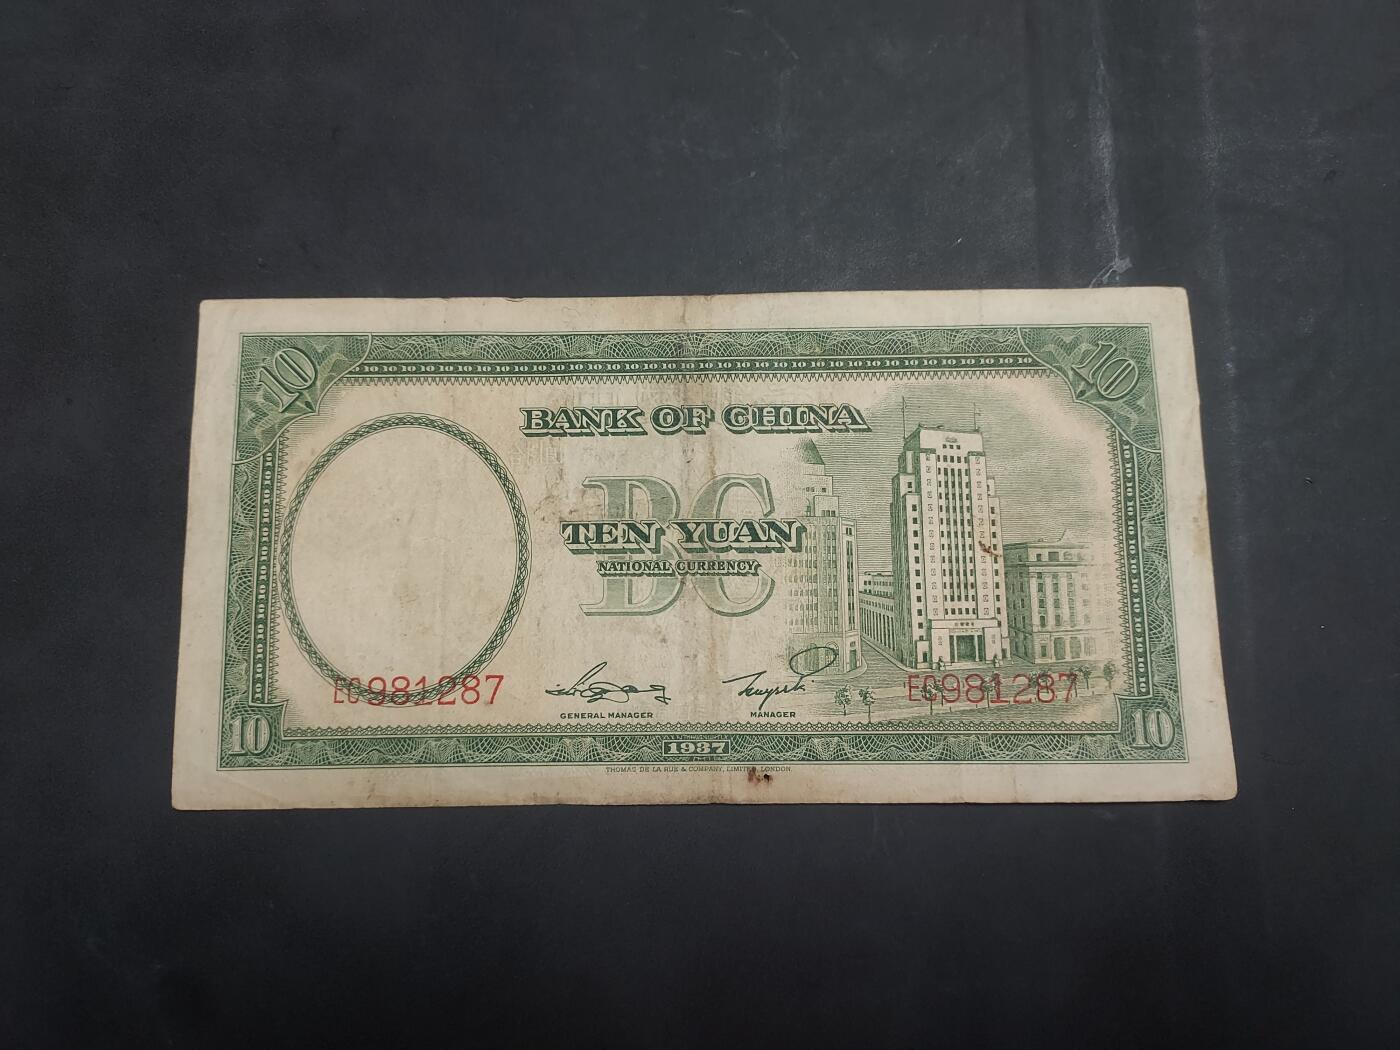 10
10
BANK OF CHINA
BC
TEN YUAN
NATIONAL CURRENCY
EC981287
EC981287
GENERAL MANAGER
MANAGER
10
1937
10
THOMAS DE LA RUE & COMPANY, LIMITED, LONDON.